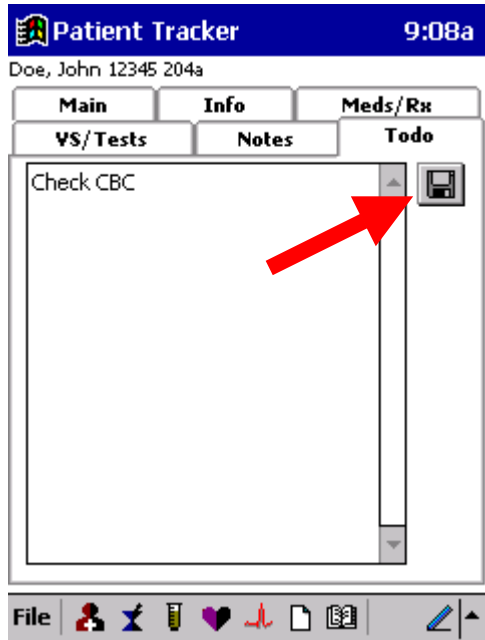 Patient Tracker 9:08a
Doe, John 12345 204a
Main Info Meds/Rx
VS/Tests Notes Todo
Check CBC
File